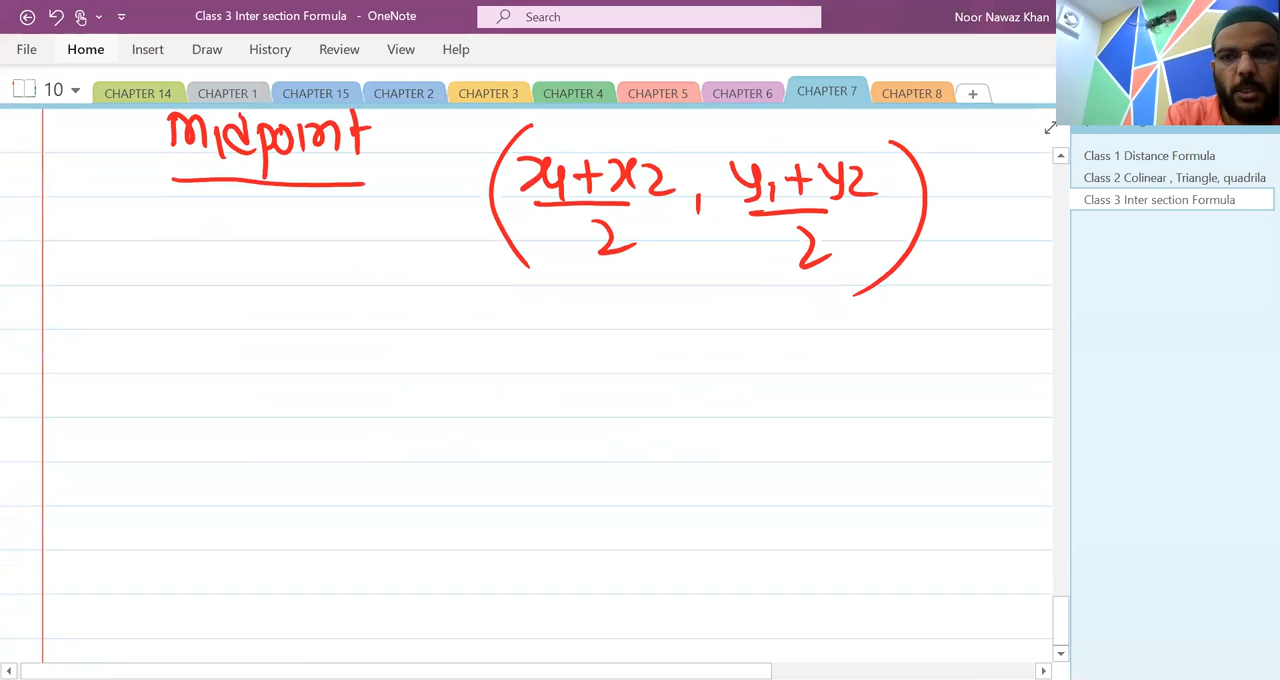 Class 3 Inter section Formula - OneNote
Search
Noor Nawaz Khan
File Home Insert Draw History Review View Help
10
CHAPTER 14 CHAPTER 1 CHAPTER 15 CHAPTER 2 CHAPTER 3 CHAPTER 4 CHAPTER 5 CHAPTER 6 CHAPTER 7 CHAPTER 8 +
Class 1 Distance Formula
Class 2 Colinear , Triangle, quadrila
Class 3 Inter section Formula
Midpoint
(x1+x2/2, y1+y2/2)